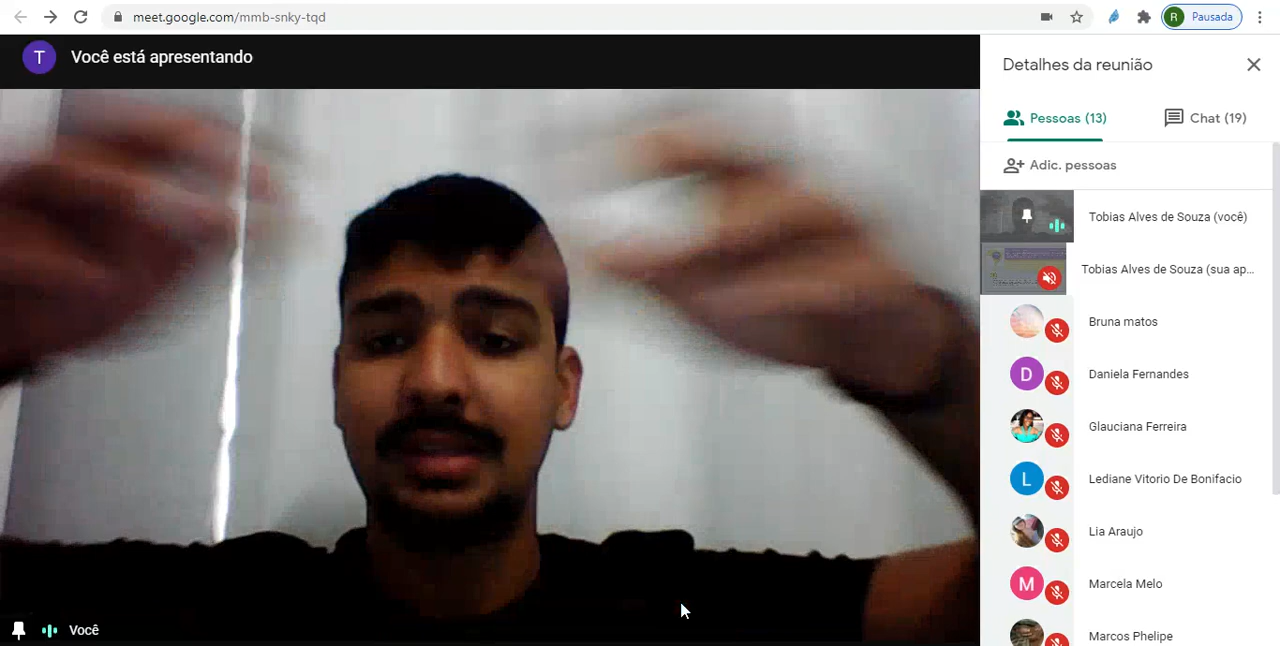 meet.google.com/mmb-snky-tqd
R Pausada
T Você está apresentando
Detalhes da reunião
Pessoas (13)
Chat (19)
Adic. pessoas
Tobias Alves de Souza (você)
Tobias Alves de Souza (sua ap...
Bruna matos
D Daniela Fernandes
Glauciana Ferreira
L Lediane Vitorio De Bonifacio
Lia Araujo
M Marcela Melo
Marcos Phelipe
Você